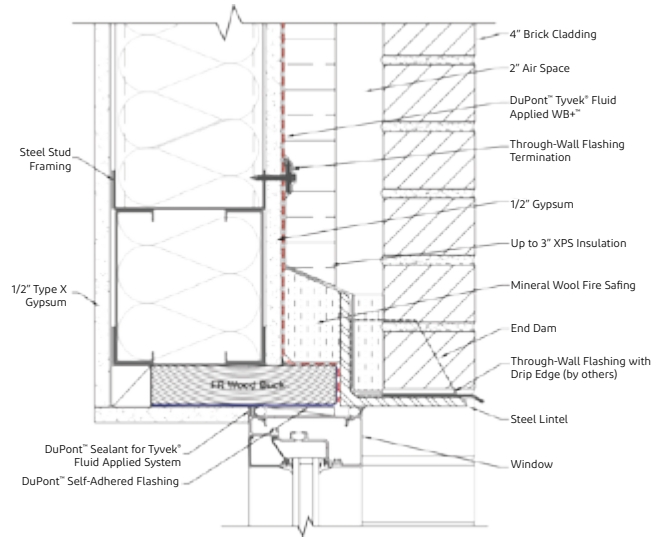 4” Brick Cladding
2” Air Space
DuPont™ Tyvek® Fluid
Applied WB+™
Through-Wall Flashing
Termination
Steel Stud
Framing
1/2” Gypsum
Up to 3” XPS Insulation
1/2” Type X
Gypsum
Mineral Wool Fire Safing
End Dam
Through-Wall Flashing with
Drip Edge (by others)
FR Wood Buck
Steel Lintel
DuPont™ Sealant for Tyvek®
Fluid Applied System
Window
DuPont™ Self-Adhered Flashing